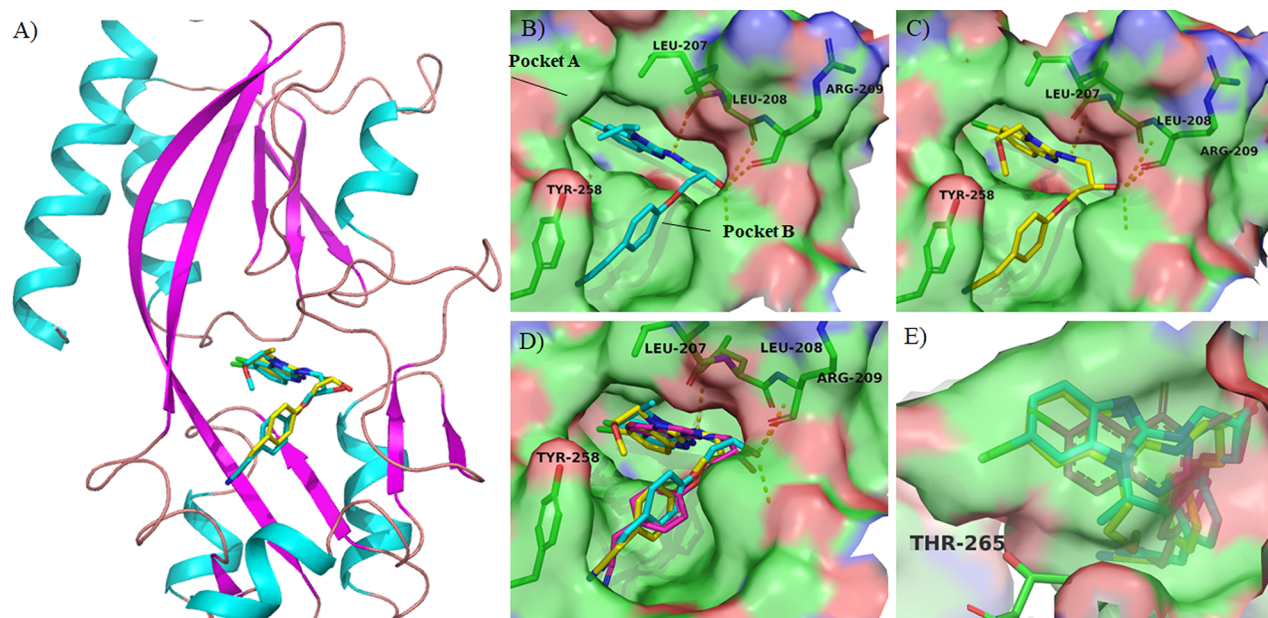 A)
B)
LEU-207
Pocket A
LEU-208
ARG-209
TYR-258
Pocket B
C)
LEU-207
LEU-208
ARG-209
TYR-258
D)
LEU-207
LEU-208
ARG-209
TYR-258
E)
THR-265